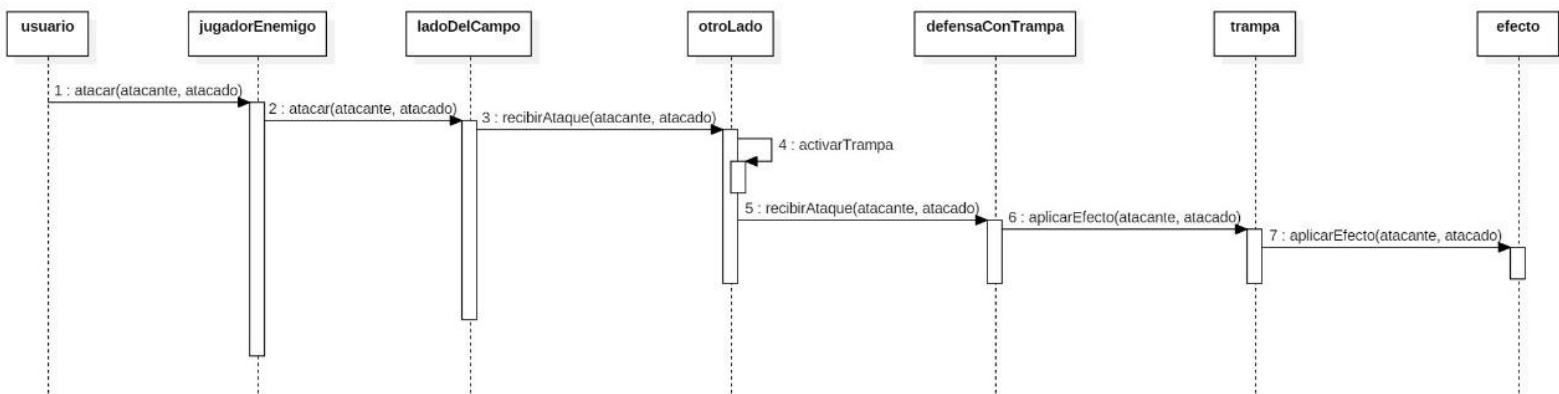 usuario
jugadorEnemigo
ladoDelCampo
otroLado
defensaConTrampa
trampa
efecto
1 : atacar(atacante, atacado)
2 : atacar(atacante, atacado)
3 : recibirAtaque(atacante, atacado)
4 : activarTrampa
5 : recibirAtaque(atacante, atacado)
6 : aplicarEfecto(atacante, atacado)
7 : aplicarEfecto(atacante, atacado)